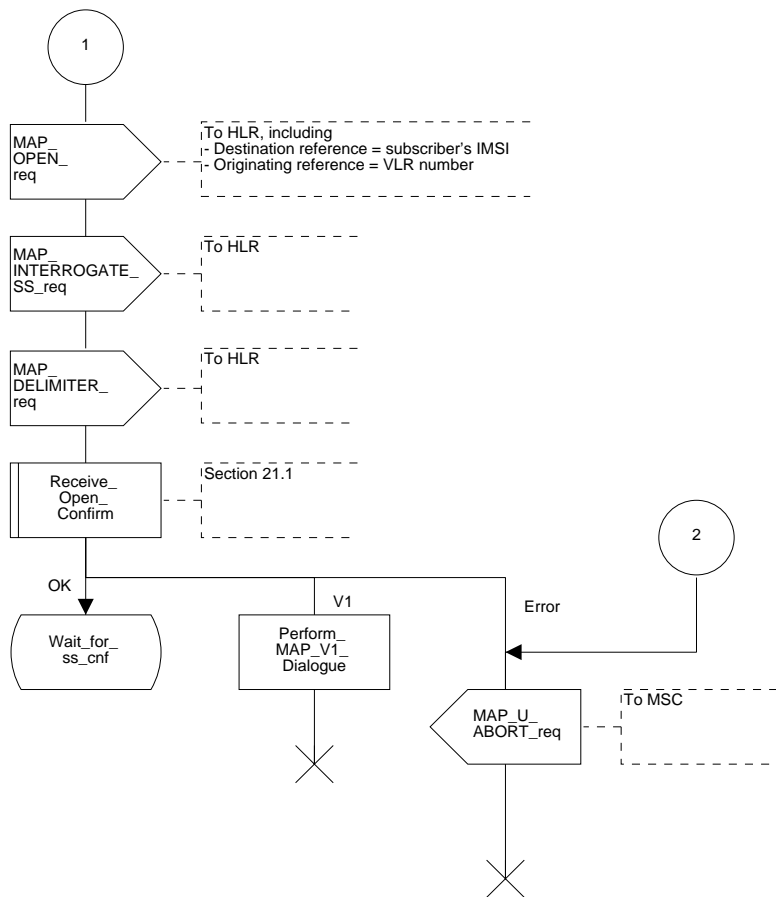 1
MAP_
OPEN_
req
To HLR, including
- Destination reference = subscriber's IMSI
- Originating reference = VLR number
MAP_
INTERROGATE_
SS_req
To HLR
MAP_
DELIMITER_
req
To HLR
Receive_
Open_
Confirm
Section 21.1
2
OK
V1
Error
Wait_for_
ss_cnf
Perform_
MAP_V1_
Dialogue
MAP_U_
ABORT_req
To MSC